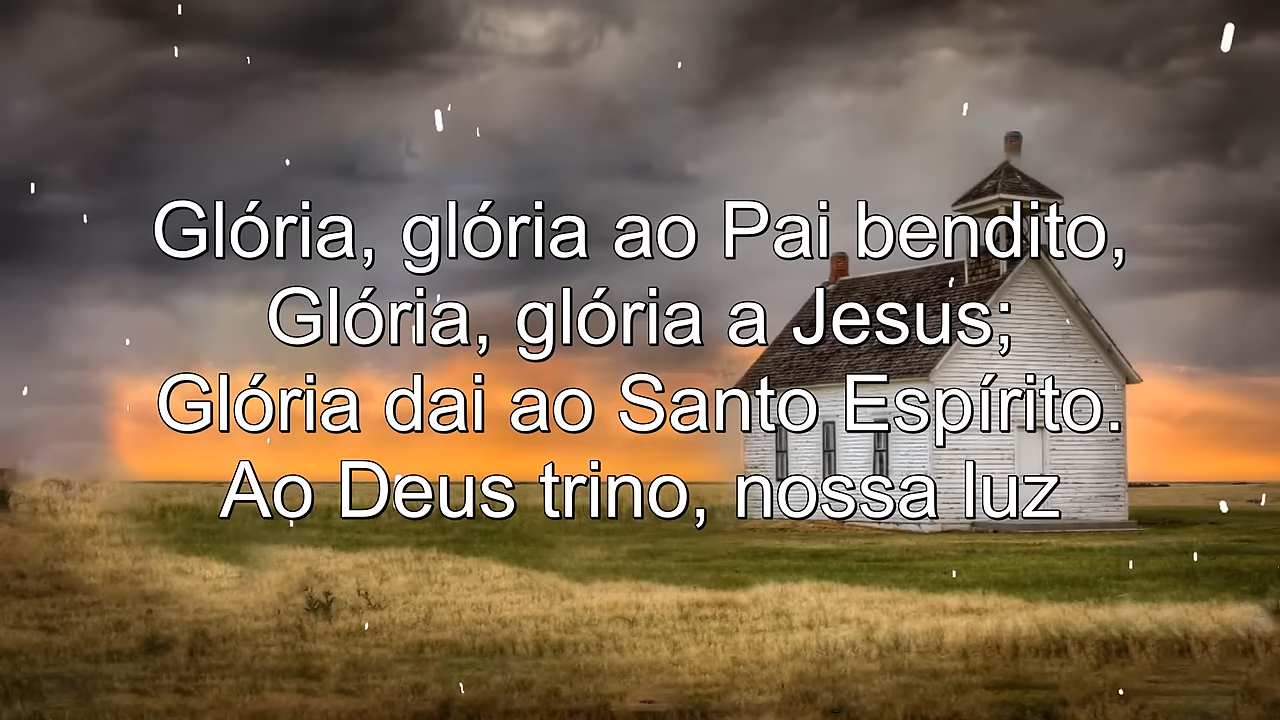 Glória, glória ao Pai bendito,
Glória, glória a Jesus;
Glória dai ao Santo Espírito.
Ao Deus trino, nossa luz